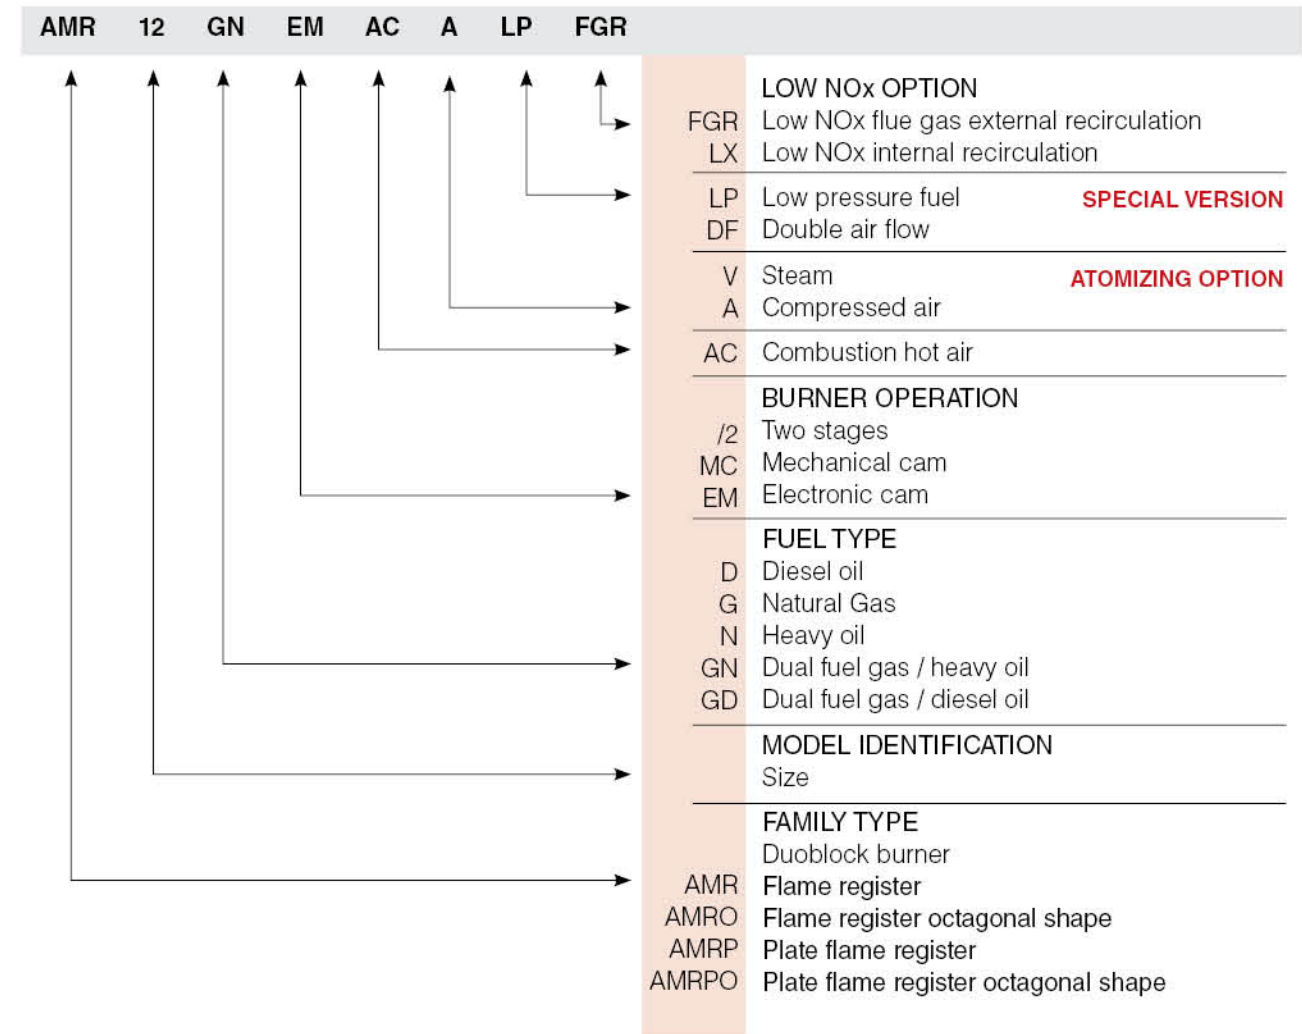 AMR 12 GN EM AC A LP FGR
LOW NOx OPTION
FGR Low NOx flue gas external recirculation
LX Low NOx internal recirculation
LP Low pressure fuel SPECIAL VERSION
DF Double air flow
V Steam ATOMIZING OPTION
A Compressed air
AC Combustion hot air
BURNER OPERATION
/2 Two stages
MC Mechanical cam
EM Electronic cam
FUEL TYPE
D Diesel oil
G Natural Gas
N Heavy oil
GN Dual fuel gas / heavy oil
GD Dual fuel gas / diesel oil
MODEL IDENTIFICATION
Size
FAMILY TYPE
Duoblock burner
AMR Flame register
AMRO Flame register octagonal shape
AMRP Plate flame register
AMRPO Plate flame register octagonal shape